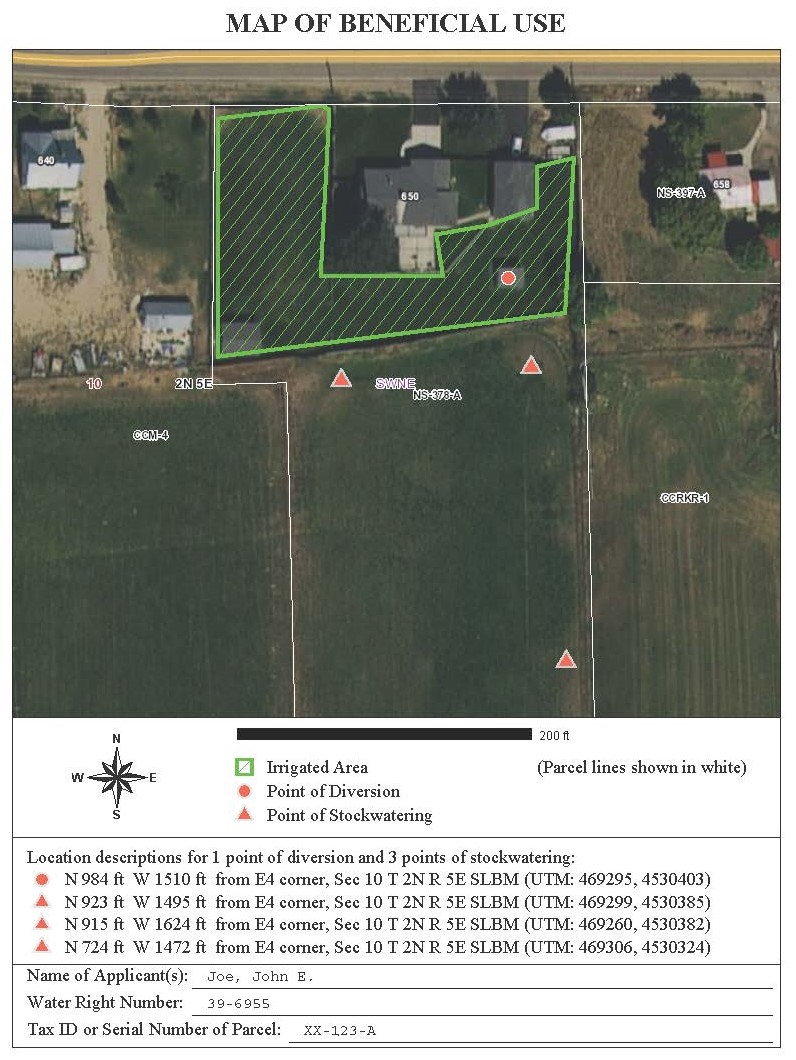 MAP OF BENEFICIAL USE
640
650
658
NS-397-A
10
2N 5E
SWNE
NS-378-A
CCM-4
CCRKR-1
N
W E
S
200 ft
Irrigated Area (Parcel lines shown in white)
Point of Diversion
Point of Stockwatering
Location descriptions for 1 point of diversion and 3 points of stockwatering:
N 984 ft W 1510 ft from E4 corner, Sec 10 T 2N R 5E SLBM (UTM: 469295, 4530403)
N 923 ft W 1495 ft from E4 corner, Sec 10 T 2N R 5E SLBM (UTM: 469299, 4530385)
N 915 ft W 1624 ft from E4 corner, Sec 10 T 2N R 5E SLBM (UTM: 469260, 4530382)
N 724 ft W 1472 ft from E4 corner, Sec 10 T 2N R 5E SLBM (UTM: 469306, 4530324)
Name of Applicant(s): Joe, John E.
Water Right Number: 39-6955
Tax ID or Serial Number of Parcel: XX-123-A